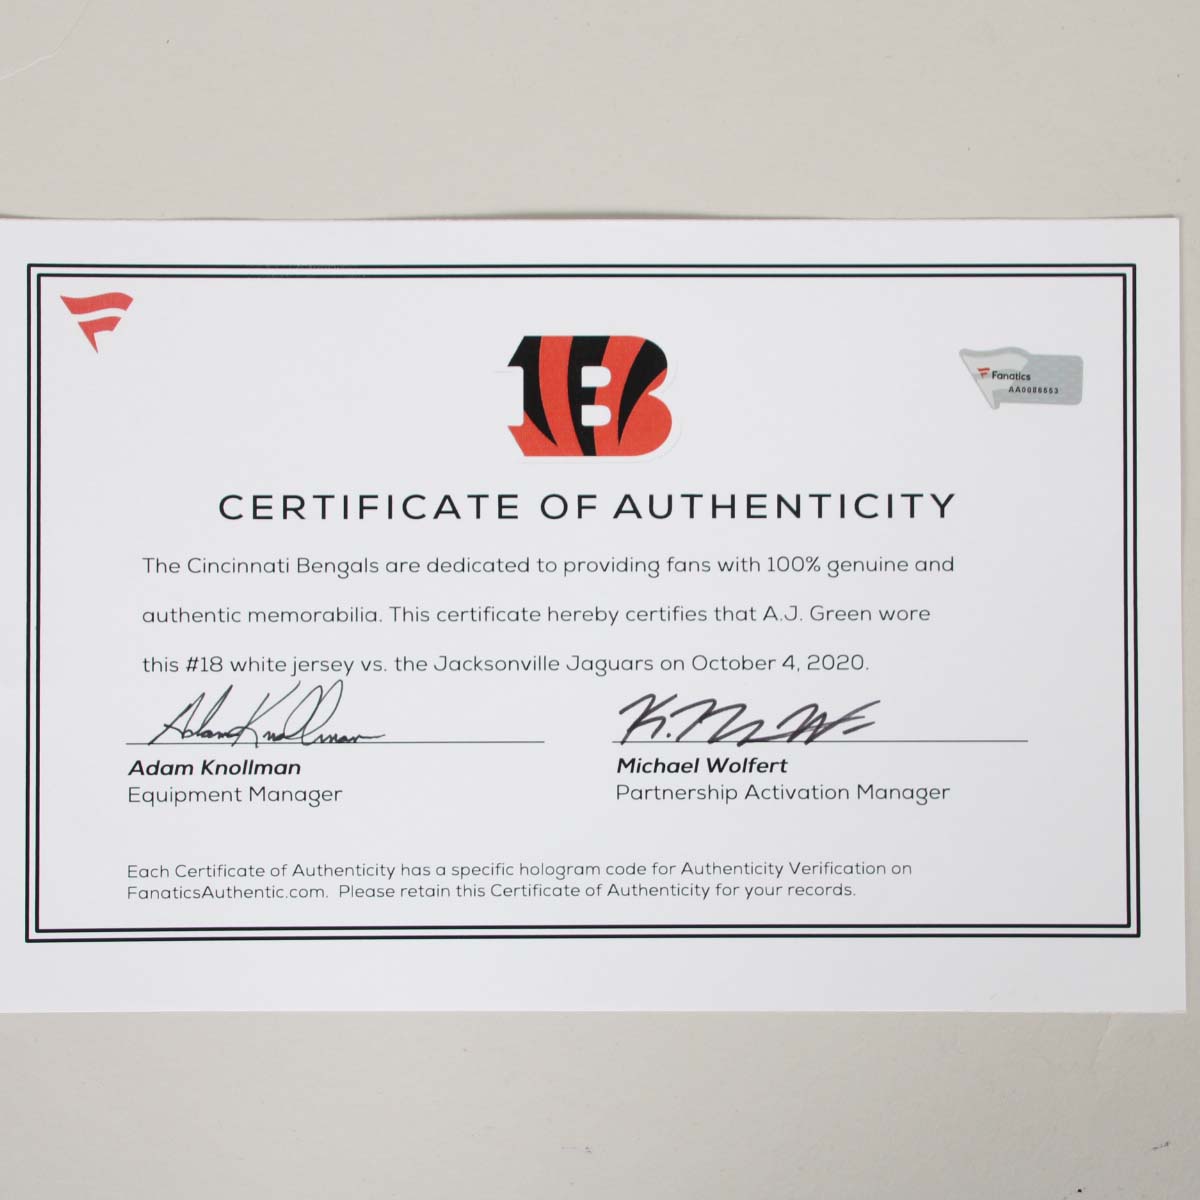 B
Fanatics
AA0086553
CERTIFICATE OF AUTHENTICITY
The Cincinnati Bengals are dedicated to providing fans with 100% genuine and
authentic memorabilia. This certificate hereby certifies that A.J. Green wore
this #18 white jersey vs. the Jacksonville Jaguars on October 4, 2020.
Adam Knollman
Adam Knollman
Michael Wolfert
Equipment Manager
Partnership Activation Manager
Each Certificate of Authenticity has a specific hologram code for Authenticity Verification on
FanaticsAuthentic.com. Please retain this Certificate of Authenticity for your records.